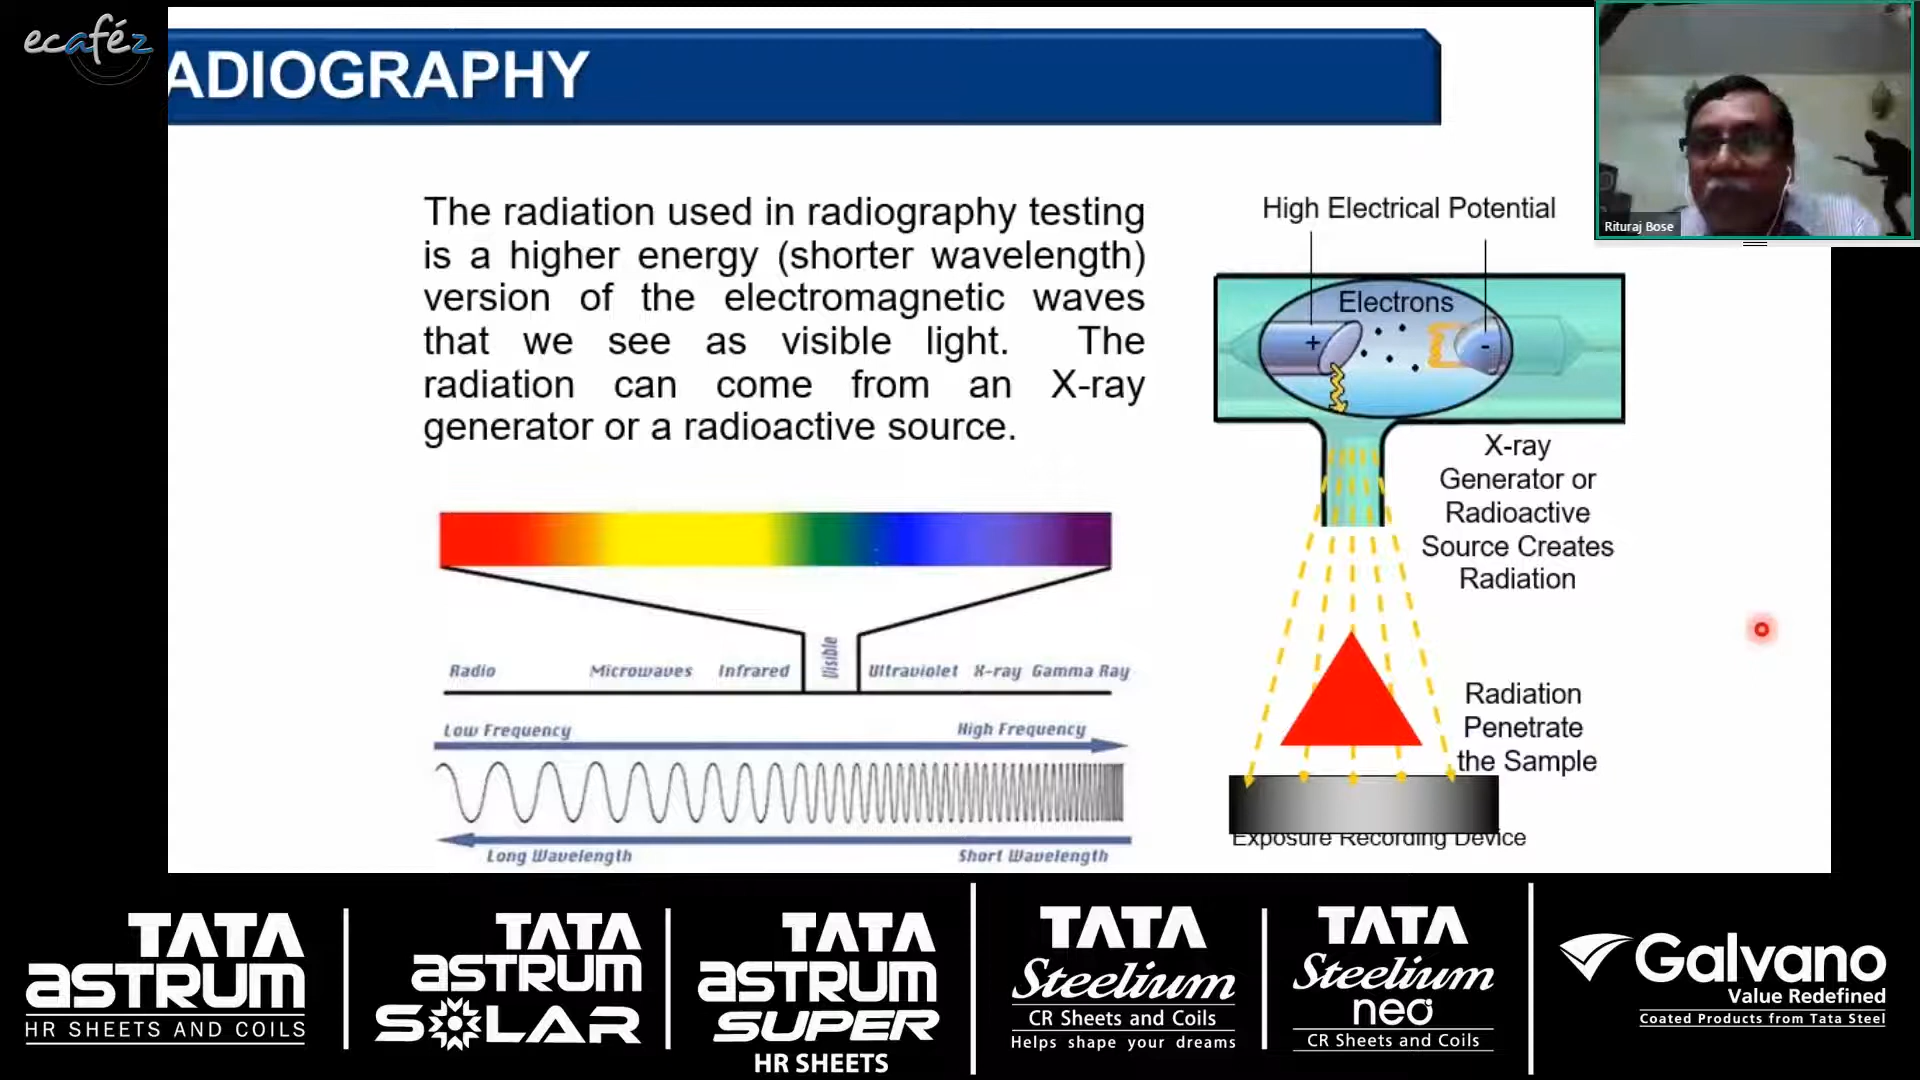 ecaféz
ADIOGRAPHY
Rituraj Bose
The radiation used in radiography testing
is a higher energy (shorter wavelength)
version of the electromagnetic waves
that we see as visible light. The
radiation can come from an X-ray
generator or a radioactive source.
High Electrical Potential
Electrons
+
-
X-ray
Generator or
Radioactive
Source Creates
Radiation
Radiation
Penetrate
the Sample
Exposure Recording Device
Radio
Microwaves
Infrared
Visible
Ultraviolet
X-ray
Gamma Ray
Low Frequency
High Frequency
Long Wavelength
Short Wavelength
TATA
ASTRUM
HR SHEETS AND COILS
TATA
ASTRUM
SOLAR
TATA
ASTRUM
SUPER
HR SHEETS
TATA
Steelium
CR Sheets and Coils
Helps shape your dreams
TATA
Steelium
neo
CR Sheets and Coils
Galvano
Value Redefined
Coated Products from Tata Steel